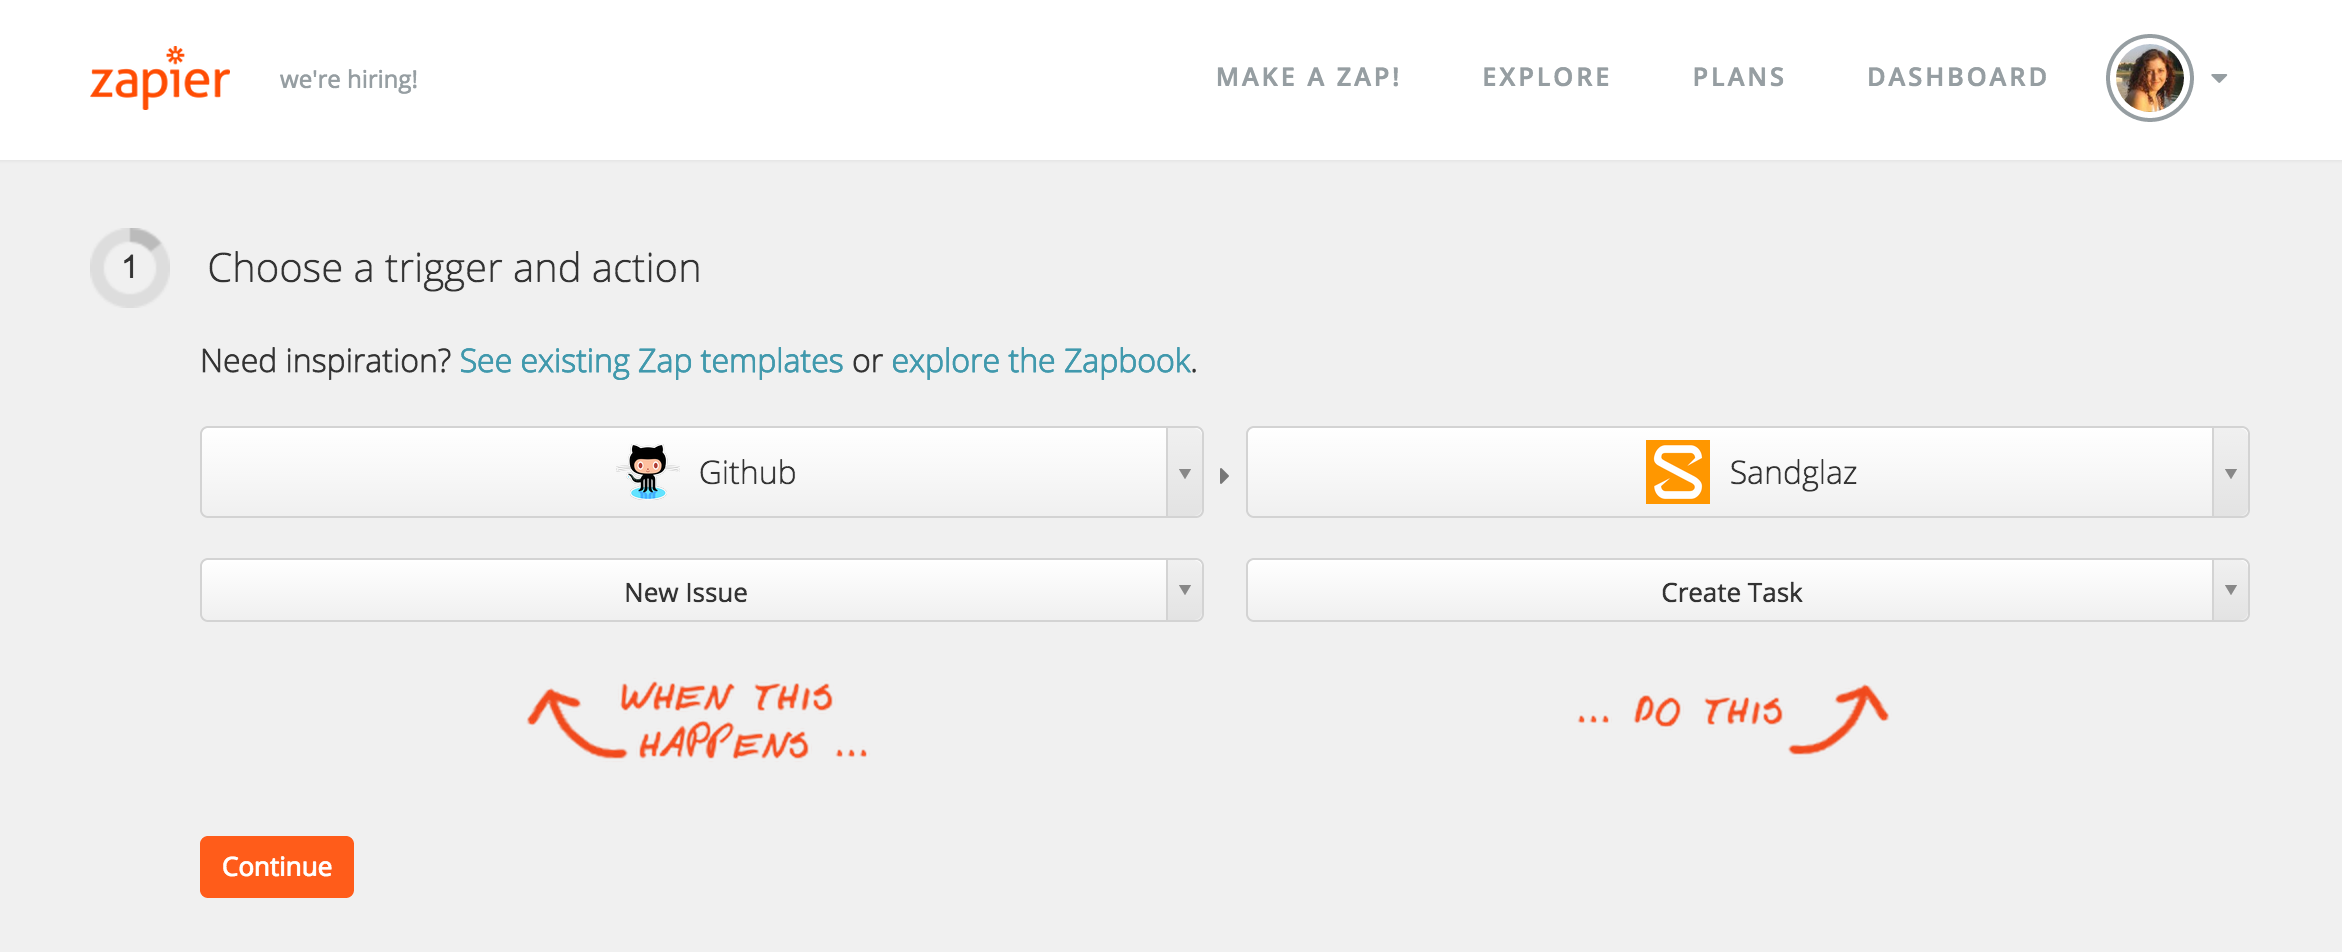 zapier we're hiring! MAKE A ZAP! EXPLORE PLANS DASHBOARD
1 Choose a trigger and action
Need inspiration? See existing Zap templates or explore the Zapbook.
Github Sandglaz
New Issue Create Task
WHEN THIS
HAPPENS ...
... DO THIS
Continue